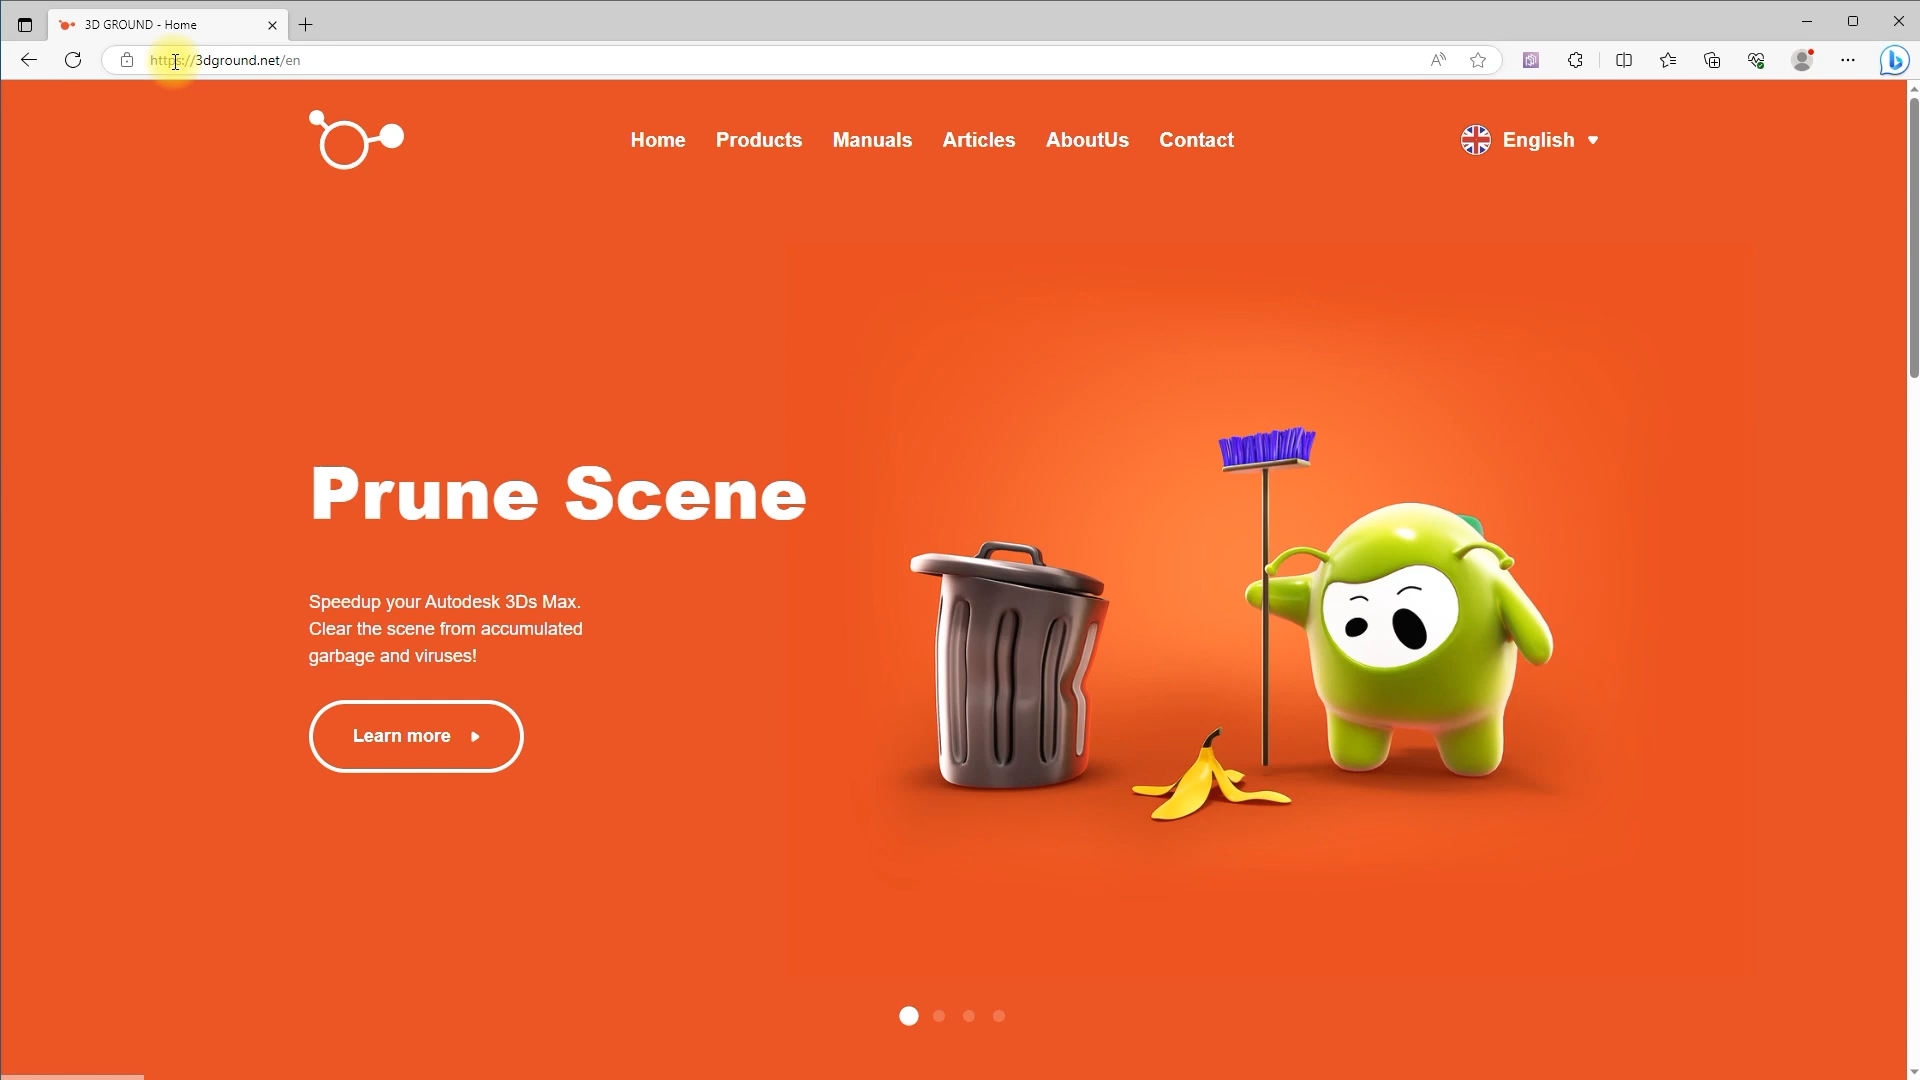 3D GROUND - Home
https://3dground.net/en
Home Products Manuals Articles AboutUs Contact English
Prune Scene
Speedup your Autodesk 3Ds Max.
Clear the scene from accumulated
garbage and viruses!
Learn more